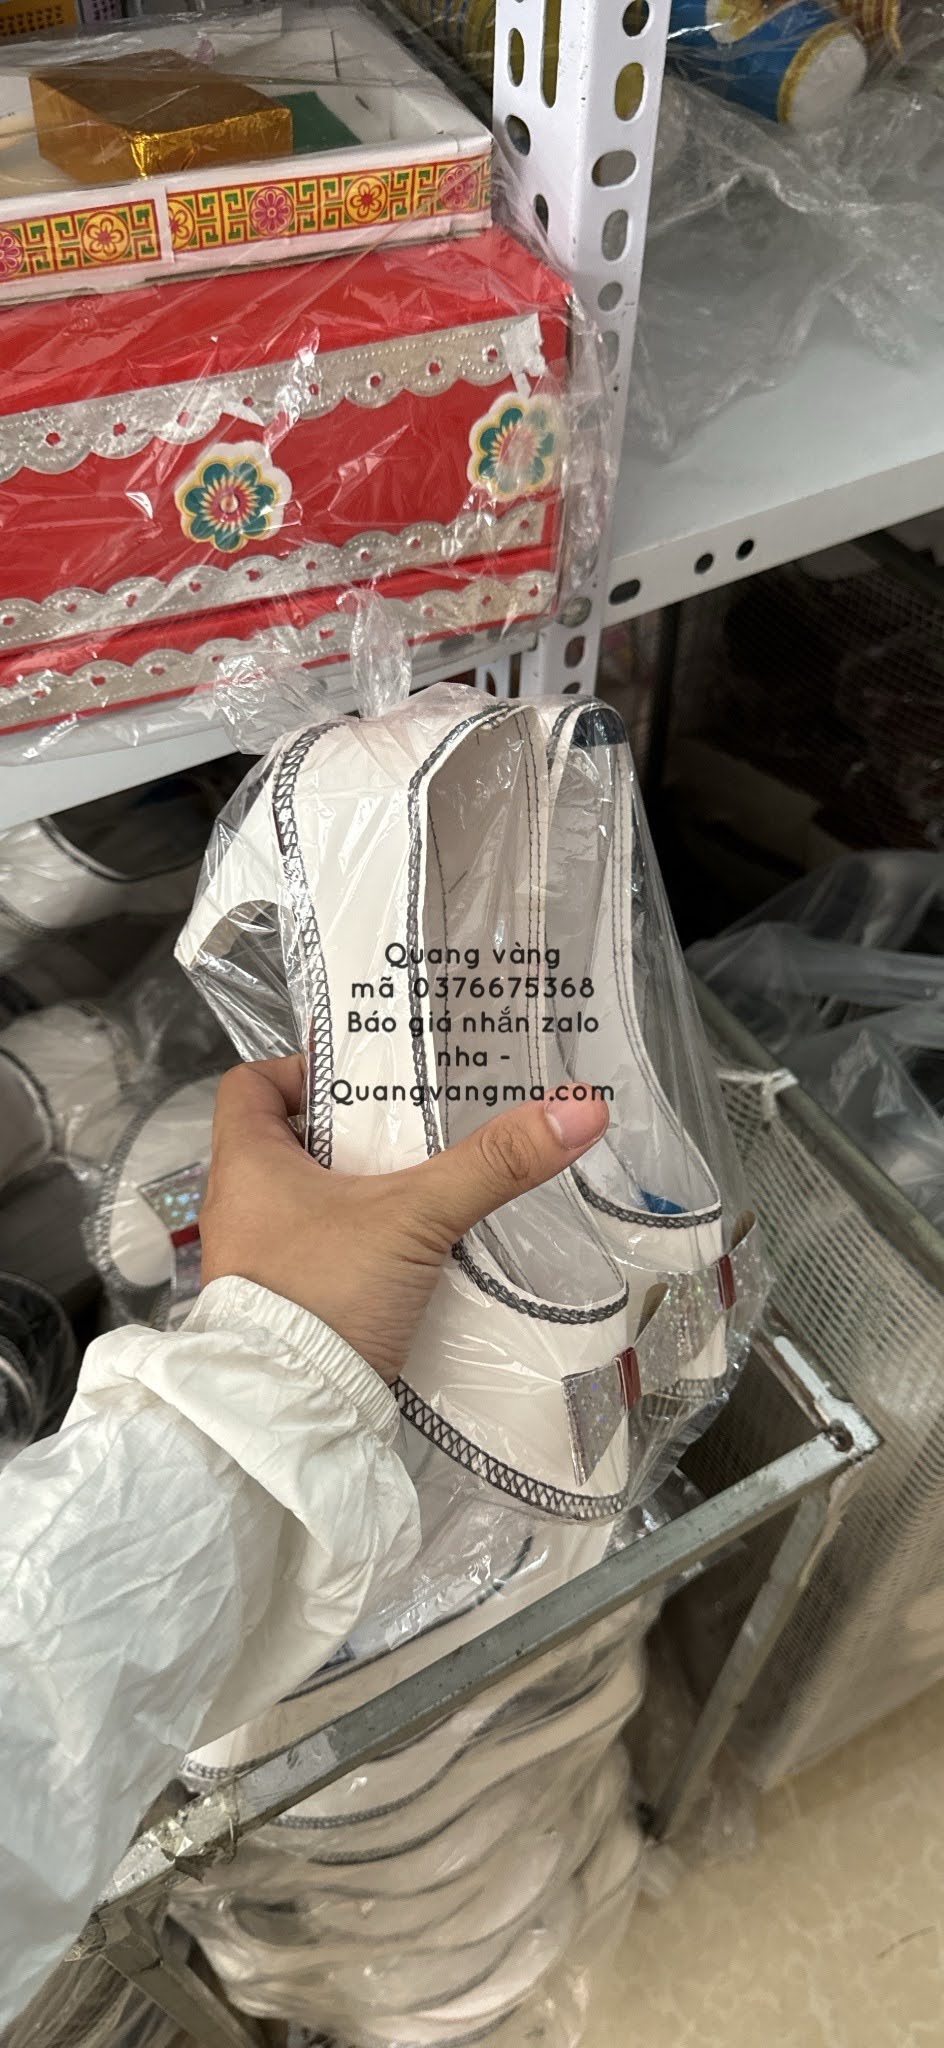 Quang vàng
mã 0376675368
Báo giá nhắn zalo
nha -
Quangvangma.com